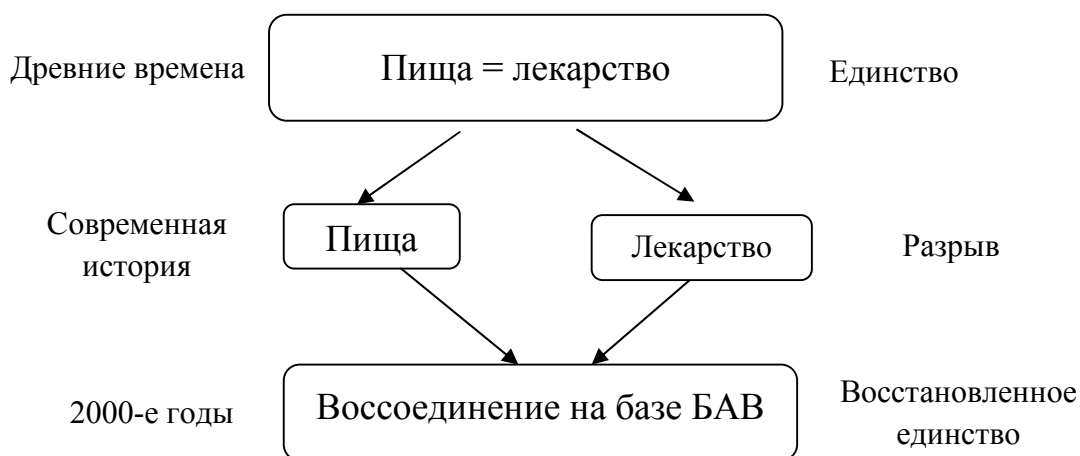 Древние времена
Пища = лекарство
Единство
Современная
история
Пища
Лекарство
Разрыв
2000-е годы
Воссоединение на базе БАВ
Восстановленное
единство